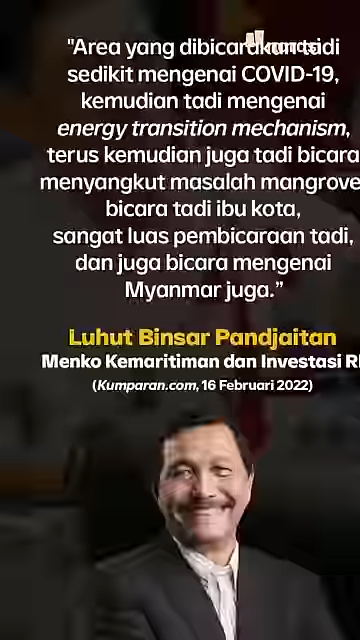 "Area yang dibicarakan tadi
sedikit mengenai COVID-19,
kemudian tadi mengenai
energy transition mechanism,
terus kemudian juga tadi bicara
menyangkut masalah mangrove
bicara tadi ibu kota,
sangat luas pembicaraan tadi,
dan juga bicara mengenai
Myanmar juga.”
Luhut Binsar Pandjaitan
Menko Kemaritiman dan Investasi RI
(Kumparan.com, 16 Februari 2022)